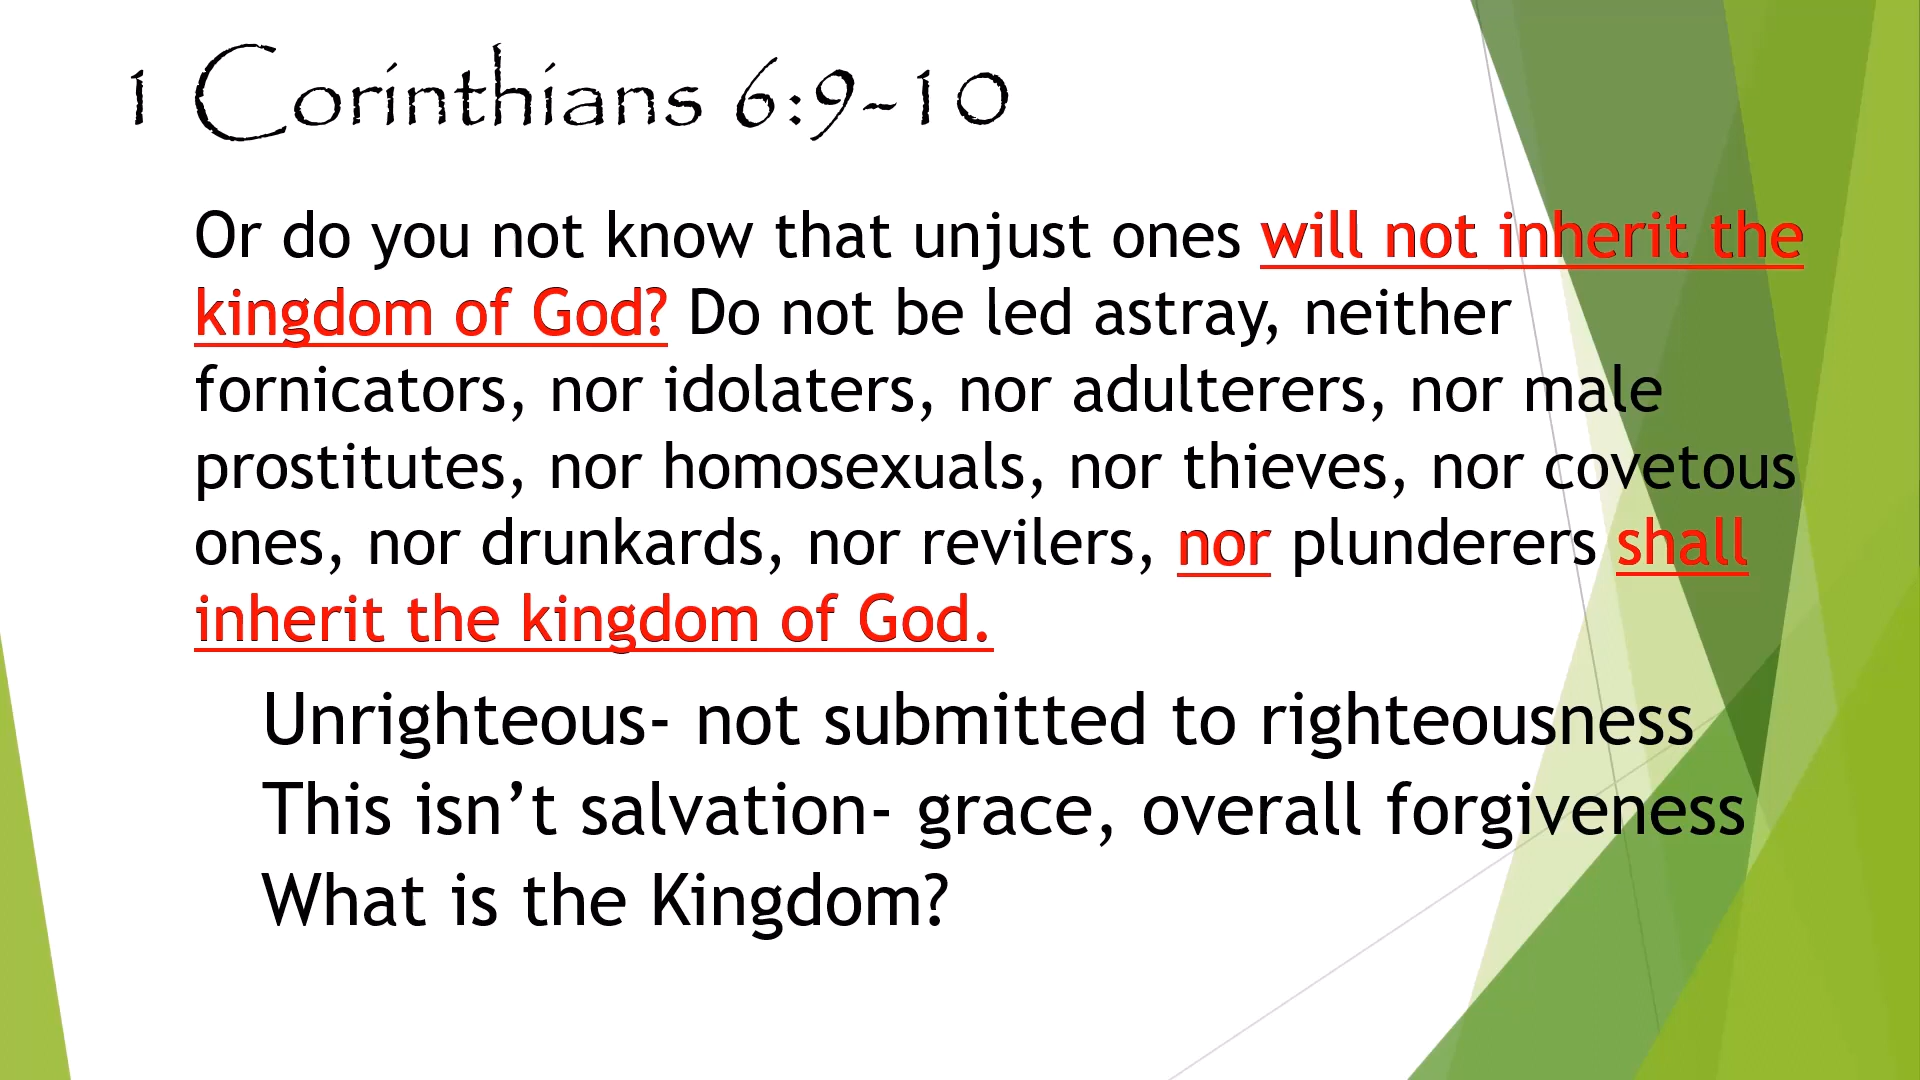 1 Corinthians 6:9-10
Or do you not know that unjust ones will not inherit the
kingdom of God? Do not be led astray, neither
fornicators, nor idolaters, nor adulterers, nor male
prostitutes, nor homosexuals, nor thieves, nor covetous
ones, nor drunkards, nor revilers, nor plunderers shall
inherit the kingdom of God.
Unrighteous- not submitted to righteousness
This isn’t salvation- grace, overall forgiveness
What is the Kingdom?